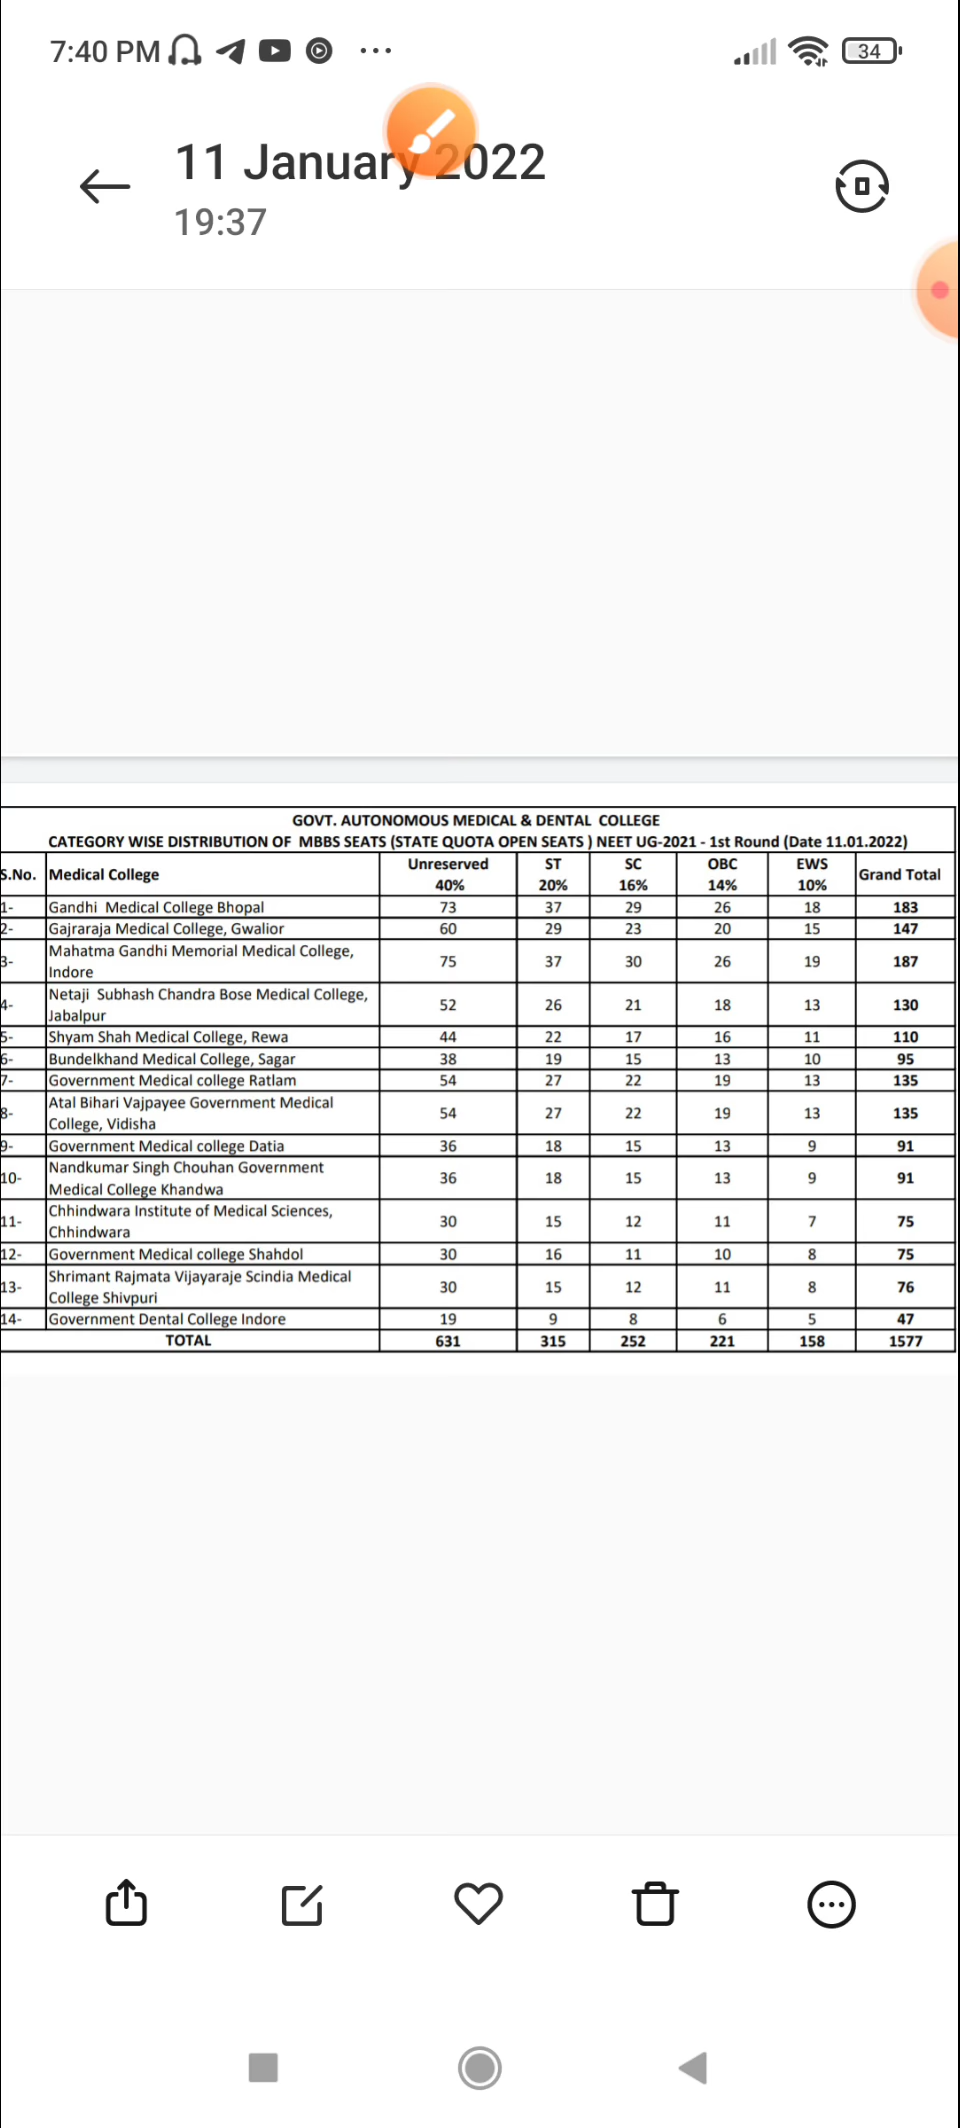 7:40 PM
34
11 January 2022
19:37
GOVT. AUTONOMOUS MEDICAL & DENTAL COLLEGE
CATEGORY WISE DISTRIBUTION OF MBBS SEATS (STATE QUOTA OPEN SEATS ) NEET UG-2021 - 1st Round (Date 11.01.2022)
S.No. Medical College Unreserved 40% ST 20% SC 16% OBC 14% EWS 10% Grand Total
1- Gandhi Medical College Bhopal 73 37 29 26 18 183
2- Gajraraja Medical College, Gwalior 60 29 23 20 15 147
3- Mahatma Gandhi Memorial Medical College, Indore 75 37 30 26 19 187
4- Netaji Subhash Chandra Bose Medical College, Jabalpur 52 26 21 18 13 130
5- Shyam Shah Medical College, Rewa 44 22 17 16 11 110
6- Bundelkhand Medical College, Sagar 38 19 15 13 10 95
7- Government Medical college Ratlam 54 27 22 19 13 135
8- Atal Bihari Vajpayee Government Medical College, Vidisha 54 27 22 19 13 135
9- Government Medical college Datia 36 18 15 13 9 91
10- Nandkumar Singh Chouhan Government Medical College Khandwa 36 18 15 13 9 91
11- Chhindwara Institute of Medical Sciences, Chhindwara 30 15 12 11 7 75
12- Government Medical college Shahdol 30 16 11 10 8 75
13- Shrimant Rajmata Vijayaraje Scindia Medical College Shivpuri 30 15 12 11 8 76
14- Government Dental College Indore 19 9 8 6 5 47
TOTAL 631 315 252 221 158 1577